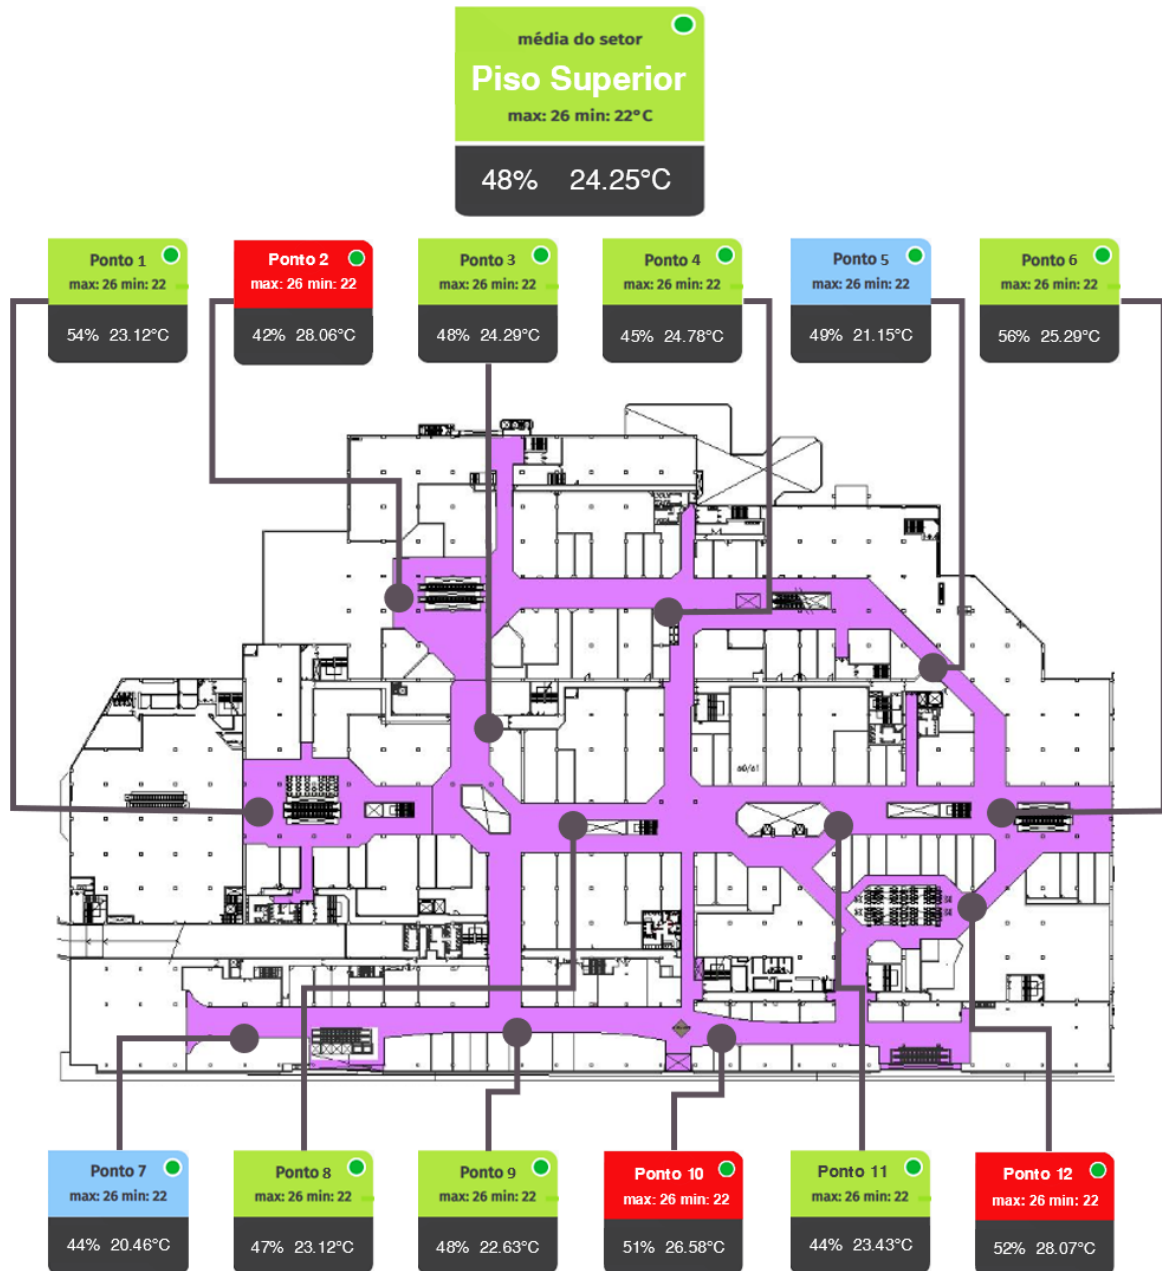 média do setor
Piso Superior
max: 26 min: 22°C
48% 24.25°C
Ponto 1
max: 26 min: 22
54% 23.12°C
Ponto 2
max: 26 min: 22
42% 28.06°C
Ponto 3
max: 26 min: 22
48% 24.29°C
Ponto 4
max: 26 min: 22
45% 24.78°C
Ponto 5
max: 26 min: 22
49% 21.15°C
Ponto 6
max: 26 min: 22
56% 25.29°C
60/61
Ponto 7
max: 26 min: 22
44% 20.46°C
Ponto 8
max: 26 min: 22
47% 23.12°C
Ponto 9
max: 26 min: 22
48% 22.63°C
Ponto 10
max: 26 min: 22
51% 26.58°C
Ponto 11
max: 26 min: 22
44% 23.43°C
Ponto 12
max: 26 min: 22
52% 28.07°C